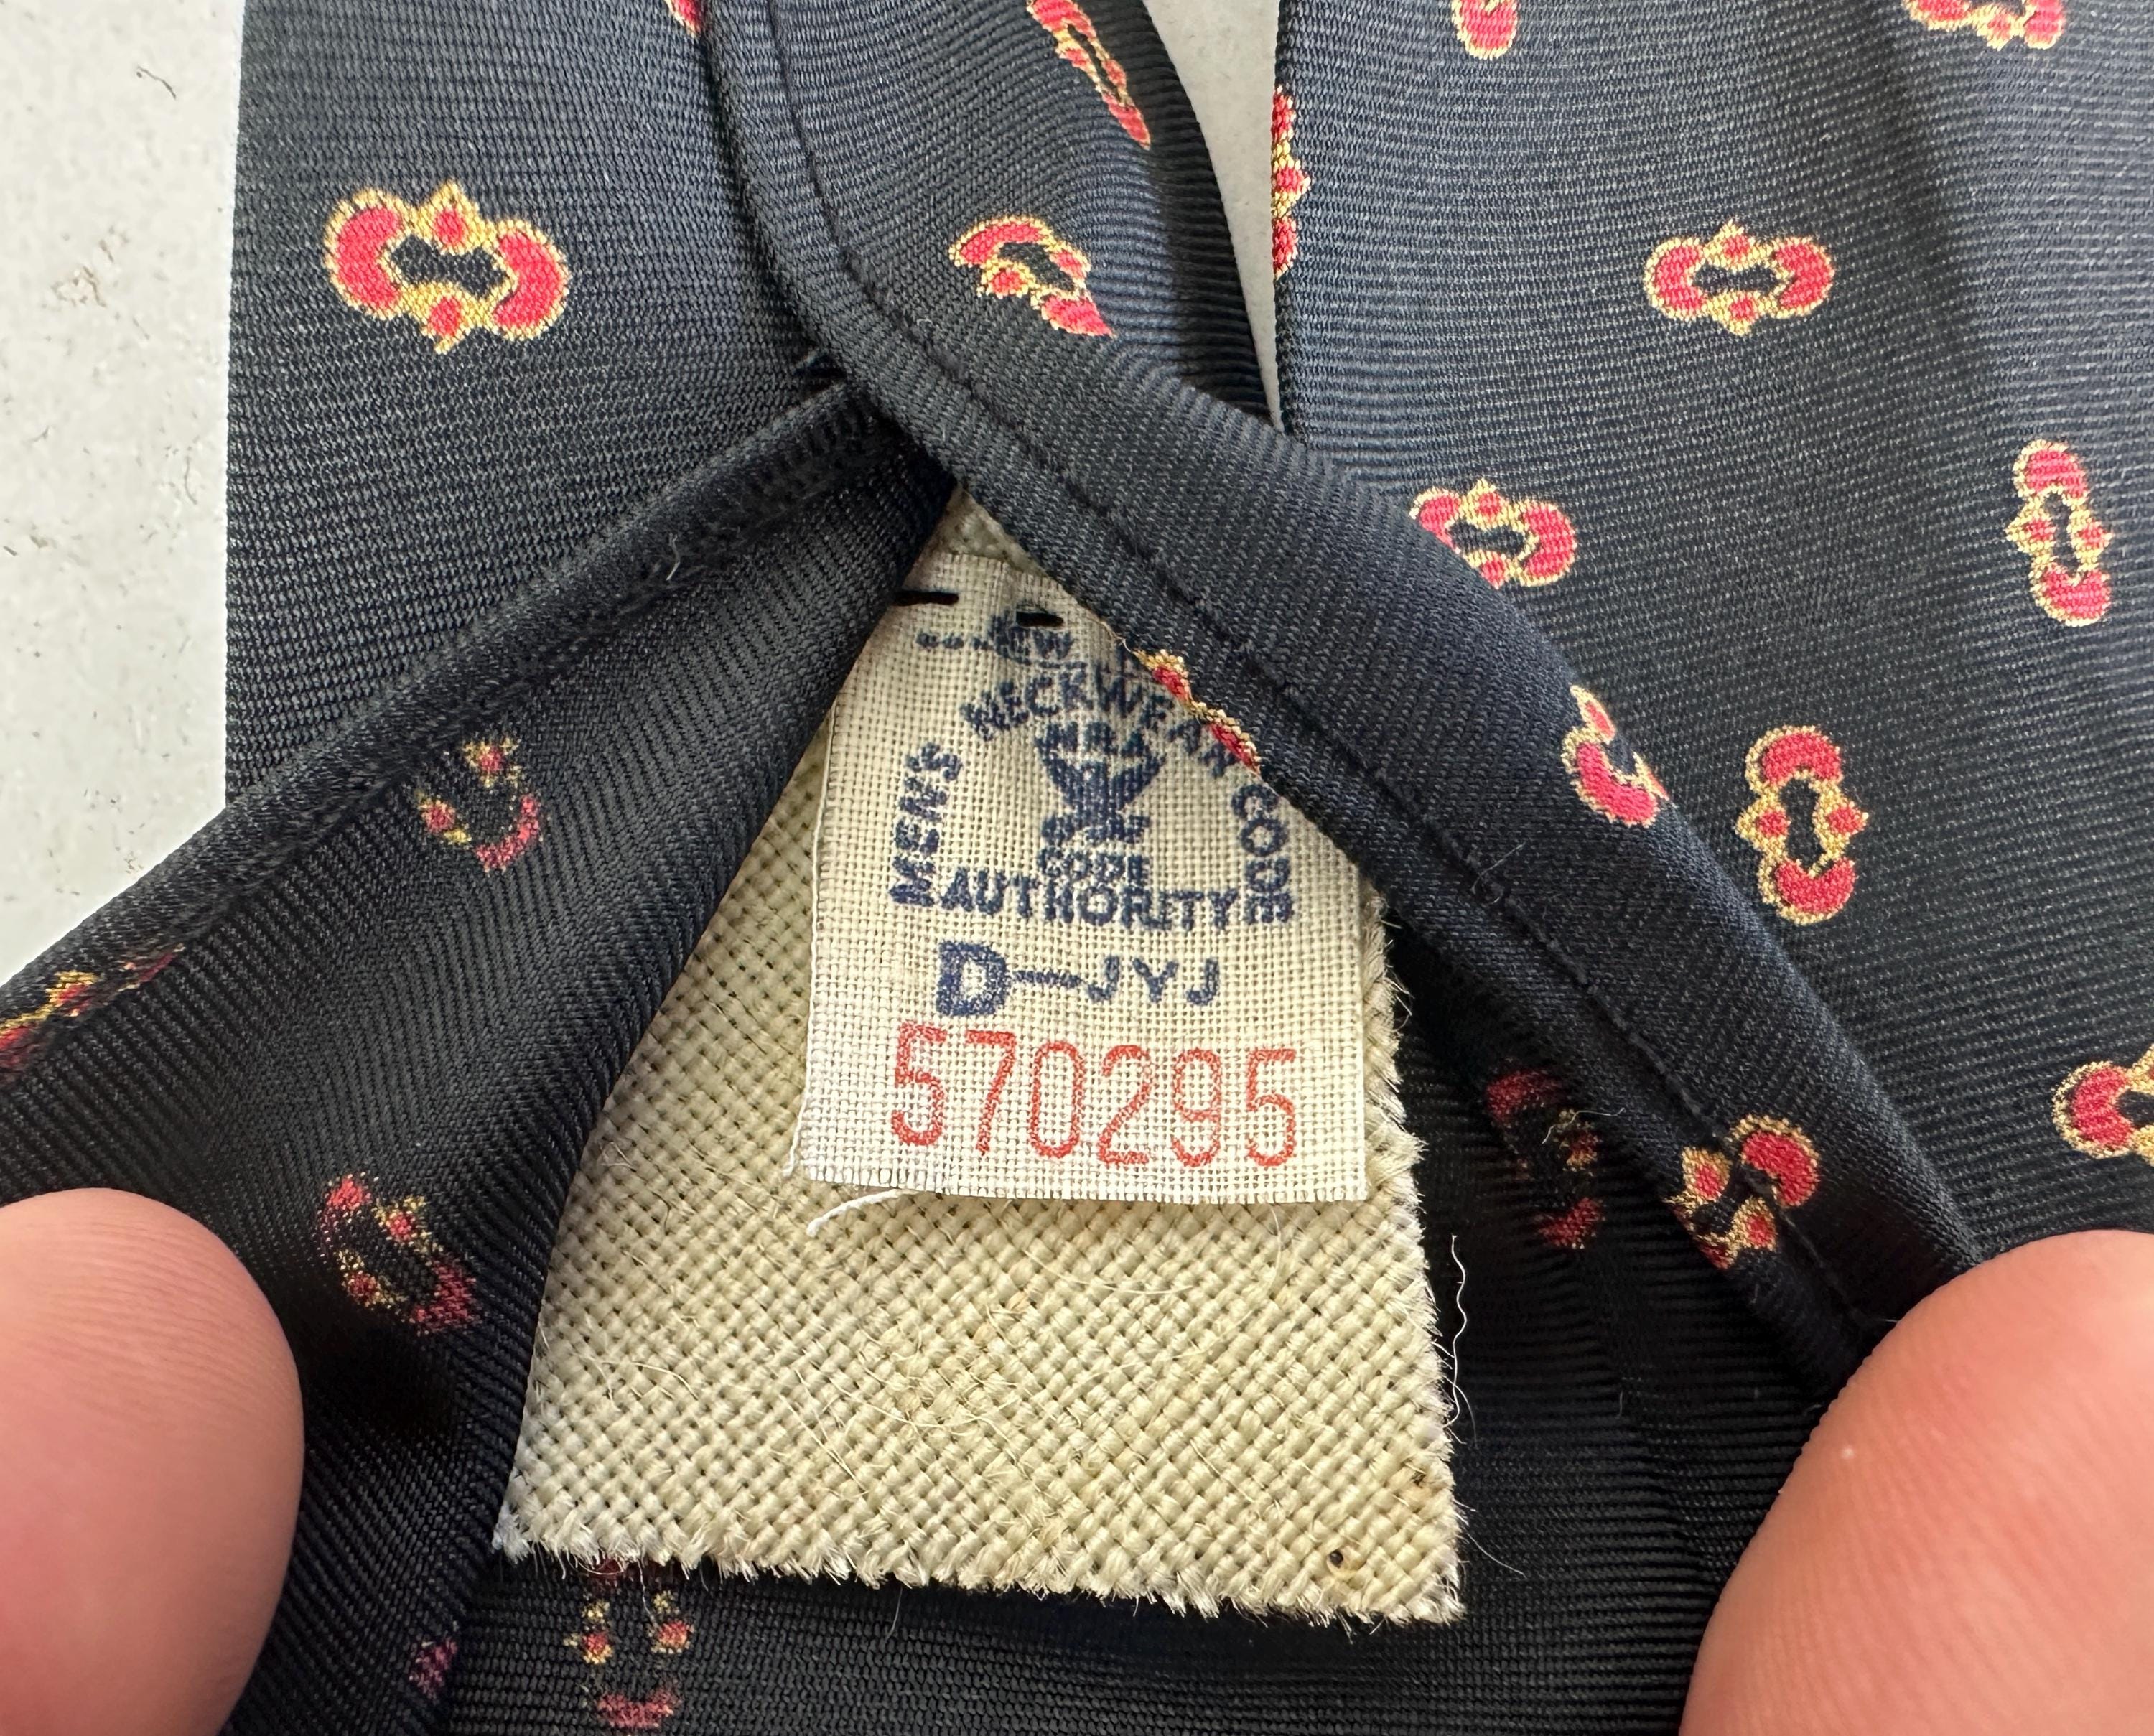 MEN'S NECKWEAR CODE
NRA
CODE
AUTHORITY
D-JYJ
570295